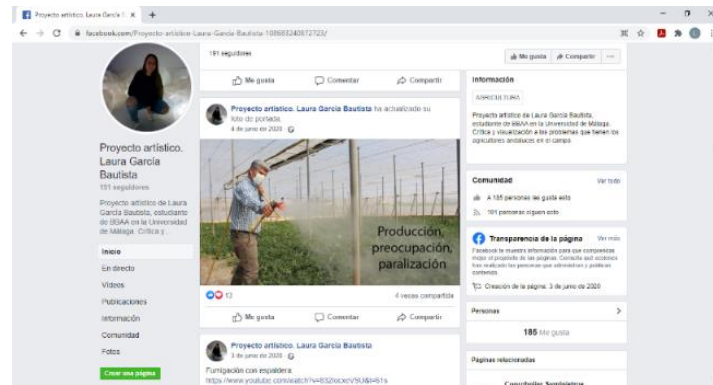 Proyecto artístico. Laura García B
facebook.com/Proyecto-artístico-Laura-García-Bautista-108683240872723/
191 seguidores
Me gusta
Compartir
Me gusta
Comentar
Compartir
Proyecto artístico. Laura García Bautista ha actualizado su
foto de portada.
4 de junio de 2020
Producción,
preocupación,
paralización
13
4 veces compartida
Me gusta
Comentar
Compartir
Proyecto artístico. Laura García Bautista
3 de junio de 2020
Fumigación con espaldera.
Proyecto artístico.
Laura García
Bautista
191 seguidores
Proyecto artístico de Laura
García Bautista, estudiante
de BBAA en la Universidad
de Málaga. Crítica y
Inicio
En directo
Vídeos
Publicaciones
Información
Comunidad
Fotos
Crear una página
Información
AGRICULTURA
Proyecto artístico de Laura García Bautista,
estudiante de BBAA en la Universidad de Málaga.
Crítica y visualización a los problemas que tienen los
agricultores andaluces en el campo
Comunidad
Ver todo
A 185 personas les gusta esto
191 personas siguen esto
Transparencia de la página
Ver más
Facebook te muestra información para que comprendas
mejor el propósito de las páginas. Consulta qué acciones
han realizado las personas que administran y publican
contenido.
Creación de la página: 3 de junio de 2020
Personas
185 Me gusta
Páginas relacionadas